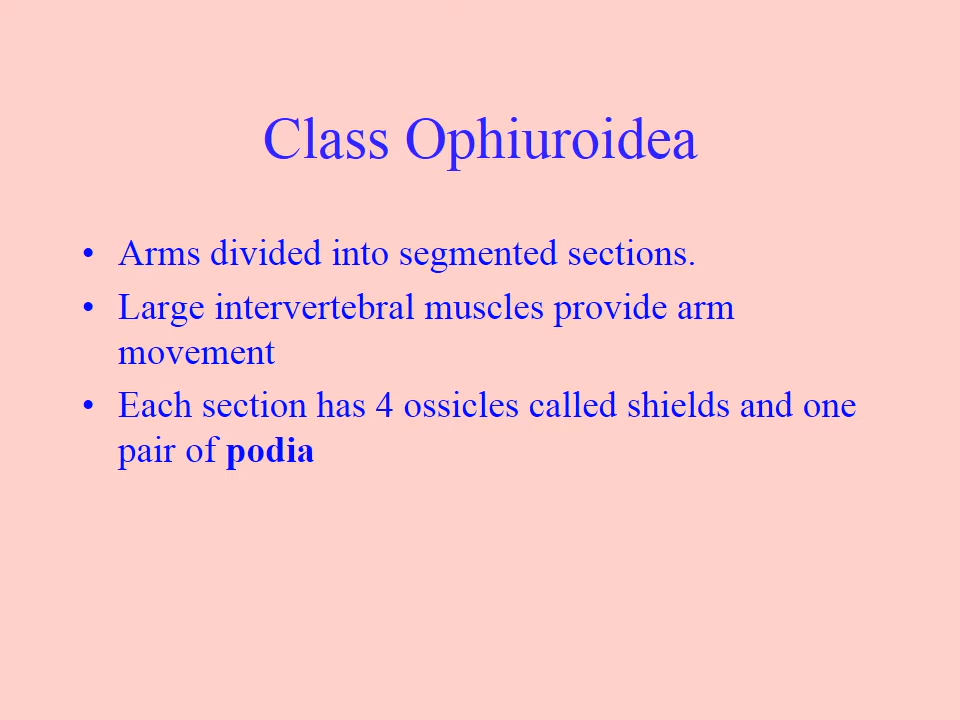 Class Ophiuroidea
• Arms divided into segmented sections.
• Large intervertebral muscles provide arm
movement
• Each section has 4 ossicles called shields and one
pair of podia